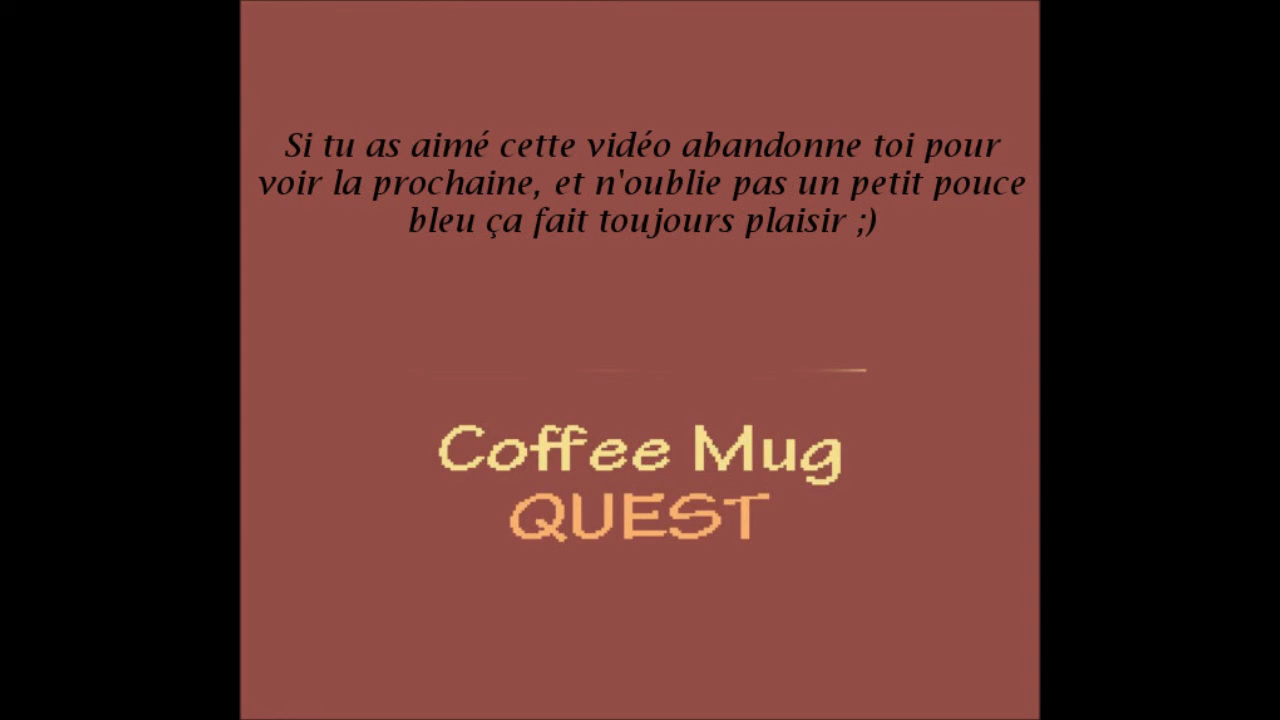 Si tu as aimé cette vidéo abandonne toi pour
voir la prochaine, et n'oublie pas un petit pouce
bleu ça fait toujours plaisir ;)
Coffee Mug
QUEST